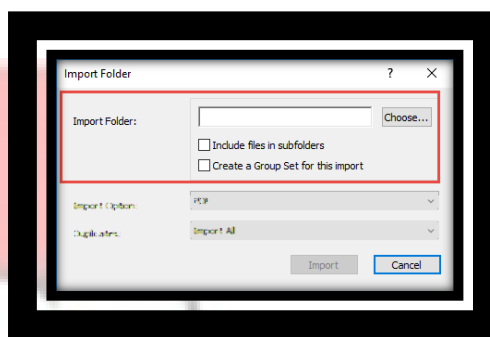 Import Folder ? X
Import Folder: Choose...
Include files in subfolders
Create a Group Set for this import
Import Option: PDF
Duplicates: Import All
Import Cancel